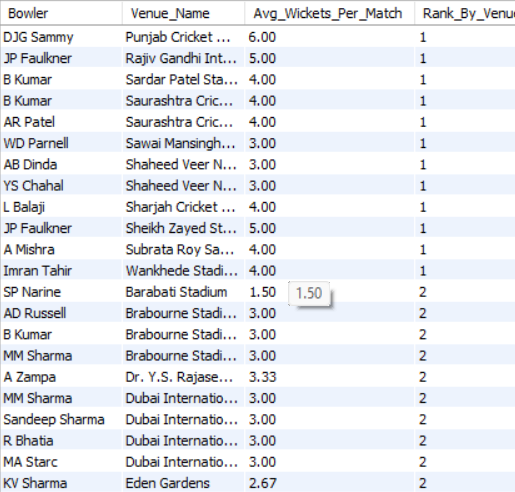 Bowler Venue_Name Avg_Wickets_Per_Match Rank_By_Venue
DJG Sammy Punjab Cricket ... 6.00 1
JP Faulkner Rajiv Gandhi Int... 5.00 1
B Kumar Sardar Patel Sta... 4.00 1
B Kumar Saurashtra Cric... 4.00 1
AR Patel Saurashtra Cric... 4.00 1
WD Parnell Sawai Mansingh... 3.00 1
AB Dinda Shaheed Veer N... 3.00 1
YS Chahal Shaheed Veer N... 3.00 1
L Balaji Sharjah Cricket ... 4.00 1
JP Faulkner Sheikh Zayed St... 5.00 1
A Mishra Subrata Roy Sa... 4.00 1
Imran Tahir Wankhede Stadi... 4.00 1
SP Narine Barabati Stadium 1.50 1.50 2
AD Russell Brabourne Stadi... 3.00 2
B Kumar Brabourne Stadi... 3.00 2
MM Sharma Brabourne Stadi... 3.00 2
A Zampa Dr. Y.S. Rajase... 3.33 2
MM Sharma Dubai Internatio... 3.00 2
Sandeep Sharma Dubai Internatio... 3.00 2
R Bhatia Dubai Internatio... 3.00 2
MA Starc Dubai Internatio... 3.00 2
KV Sharma Eden Gardens 2.67 2